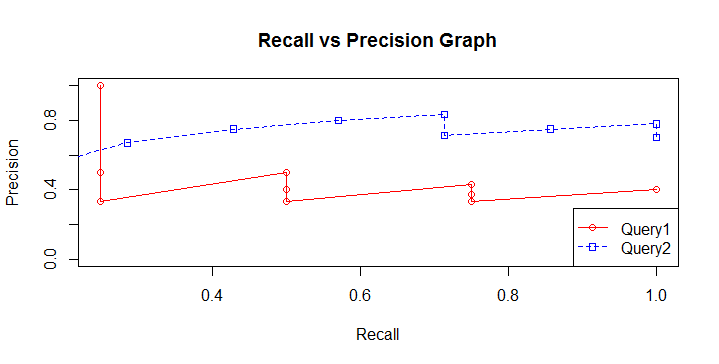 Recall vs Precision Graph
Precision
0.8
0.4
0.0
Query1
Query2
0.4
0.6
0.8
1.0
Recall